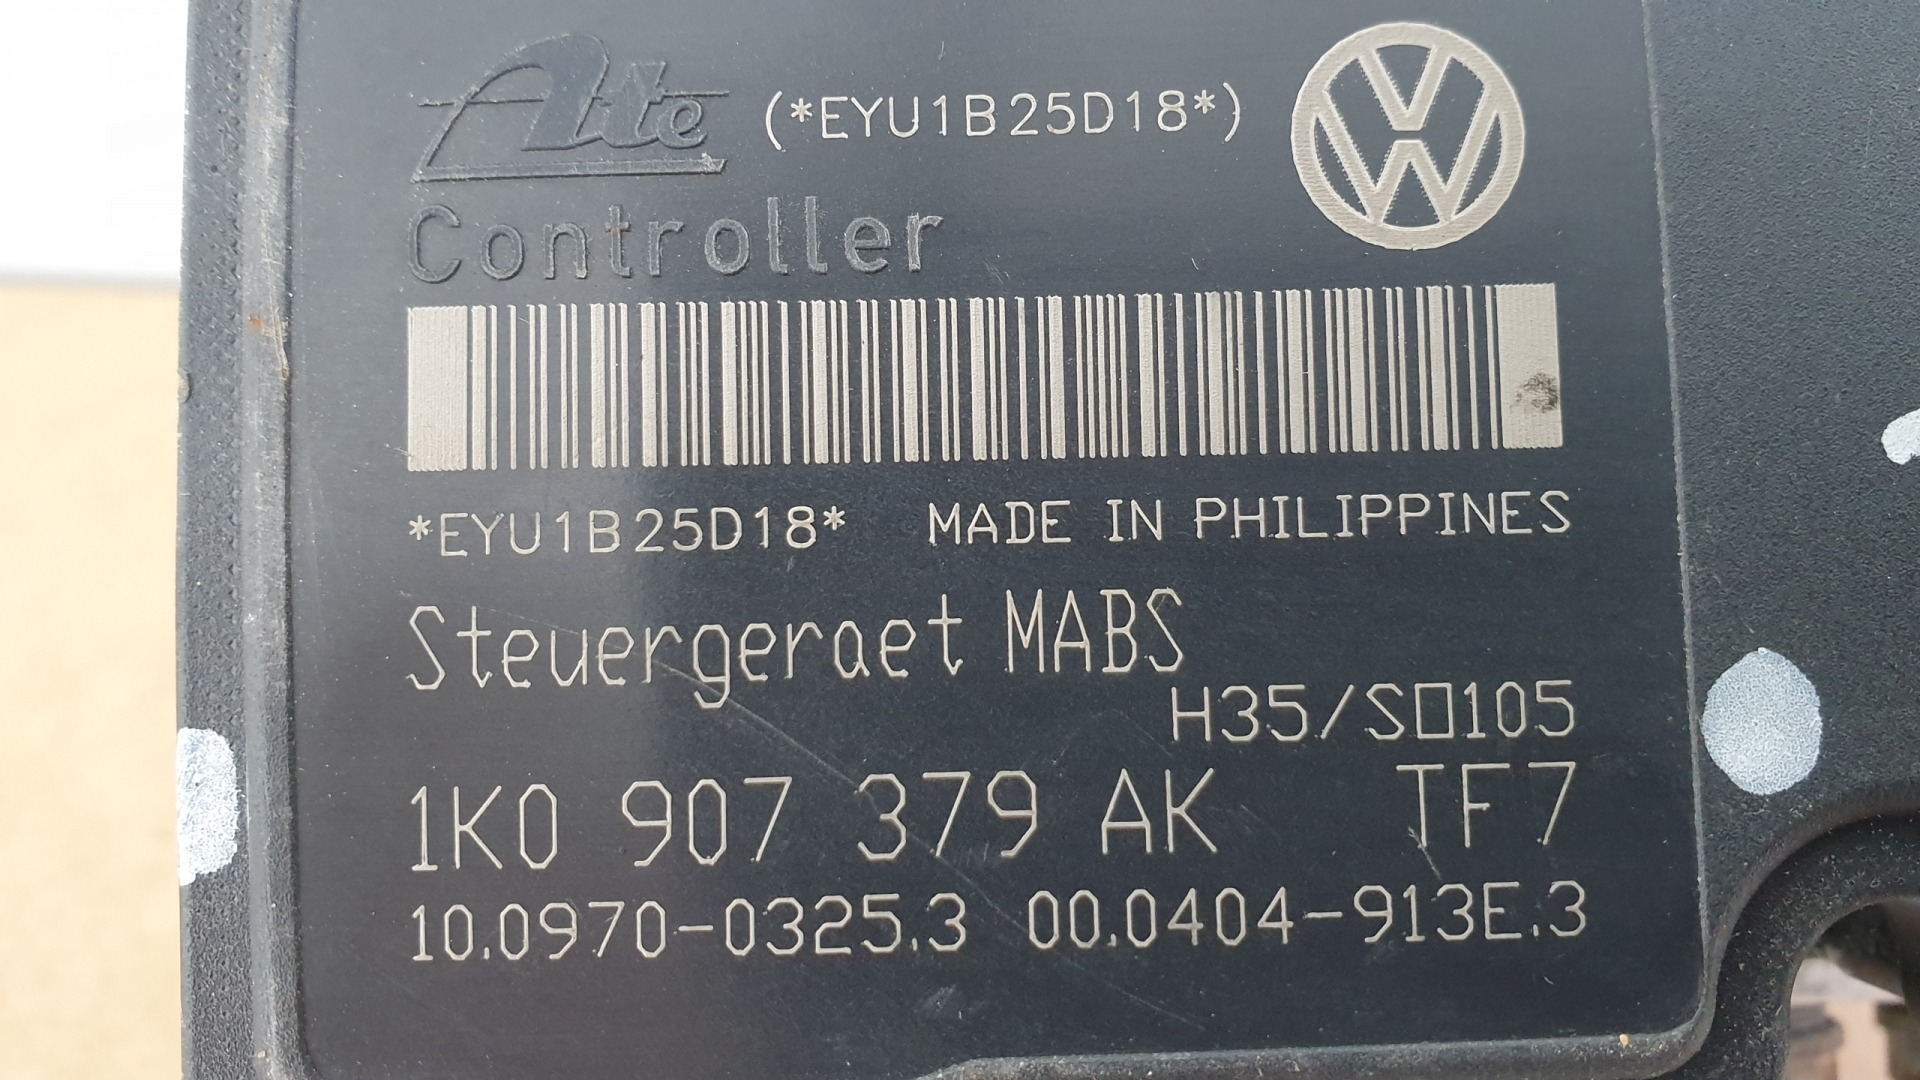 Ate (*EYU1B25D18*)
Controller
*EYU1B25D18* MADE IN PHILIPPINES
Steuergeraet MABS
H35/S□105
1K0 907 379 AK TF7
10.0970-0325.3 00.0404-913E.3